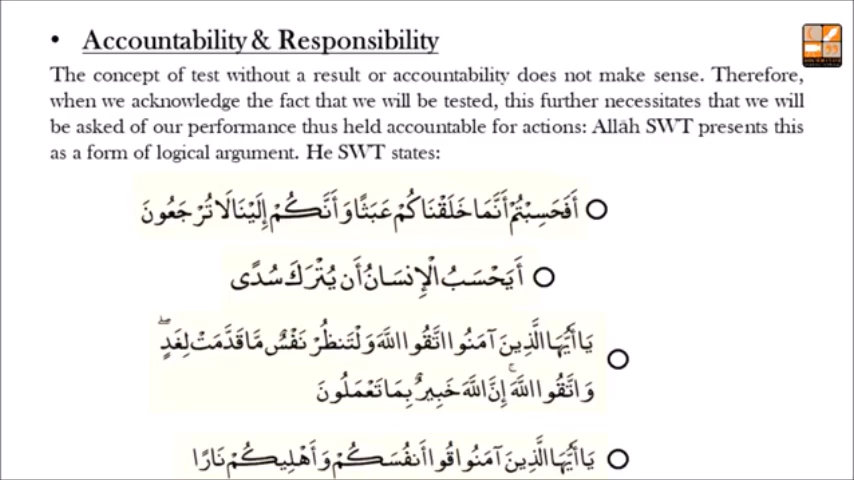 • Accountability & Responsibility
The concept of test without a result or accountability does not make sense. Therefore,
when we acknowledge the fact that we will be tested, this further necessitates that we will
be asked of our performance thus held accountable for actions: Allāh SWT presents this
as a form of logical argument. He SWT states:
أَفَحَسِبْتُمْ أَنَّمَا خَلَقْنَاكُمْ عَبَثًا وَأَنَّكُمْ إِلَيْنَا لَا تُرْجَعُونَ
أَيَحْسَبُ الْإِنسَانُ أَن يُتْرَكَ سُدًى
يَا أَيُّهَا الَّذِينَ آمَنُوا اتَّقُوا اللَّهَ وَلْتَنظُرْ نَفْسٌ مَّا قَدَّمَتْ لِغَدٍ ۖ
وَاتَّقُوا اللَّهَ ۚ إِنَّ اللَّهَ خَبِيرٌ بِمَا تَعْمَلُونَ
يَا أَيُّهَا الَّذِينَ آمَنُوا قُوا أَنفُسَكُمْ وَأَهْلِيكُمْ نَارًا